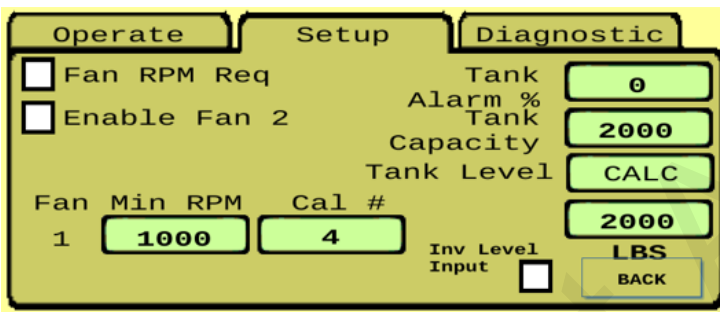 Operate Setup Diagnostic
Fan RPM Req
Enable Fan 2
Tank
Alarm %
0
Tank
Capacity
2000
Tank Level
CALC
2000
LBS
Fan Min RPM Cal #
1 1000 4
Inv Level
Input
BACK